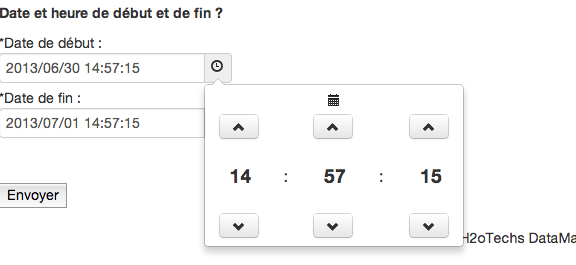 Date et heure de début et de fin ?
*Date de début :
2013/06/30 14:57:15
*Date de fin :
2013/07/01 14:57:15
14 : 57 : 15
Envoyer
H2oTechs